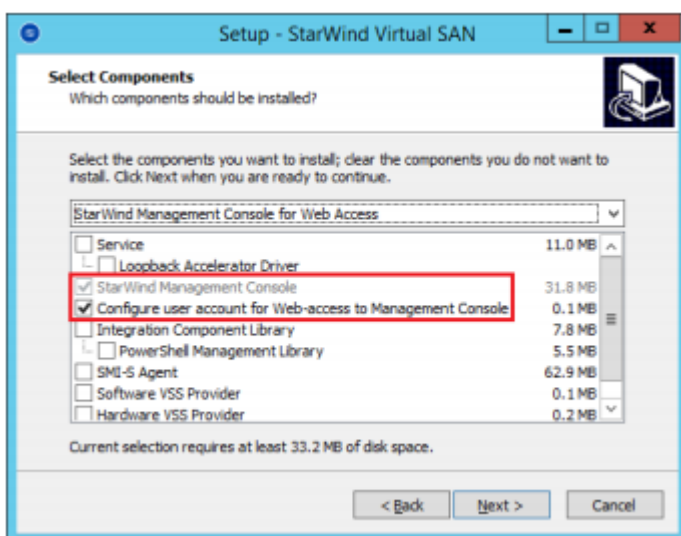 Setup - StarWind Virtual SAN
Select Components
Which components should be installed?
Select the components you want to install; clear the components you do not want to
install. Click Next when you are ready to continue.
StarWind Management Console for Web Access
Service 11.0 MB
Loopback Accelerator Driver
StarWind Management Console 31.8 MB
Configure user account for Web-access to Management Console 0.1 MB
Integration Component Library 7.8 MB
PowerShell Management Library 5.5 MB
SMI-S Agent 62.9 MB
Software VSS Provider 0.1 MB
Hardware VSS Provider 0.2 MB
Current selection requires at least 33.2 MB of disk space.
< Back Next > Cancel